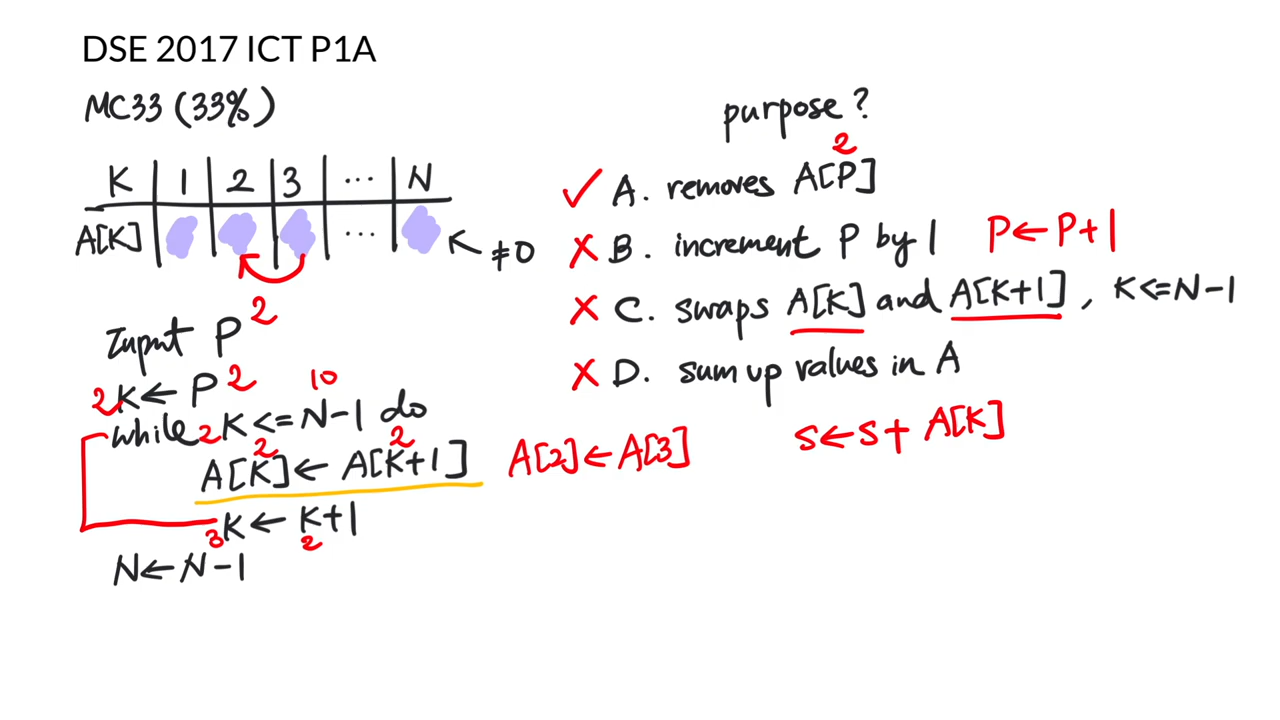 DSE 2017 ICT P1A
MC33 (33%)
K 1 2 3 ... N
A[K] ... K ≠0
Input P 2
2 K ← P 2
while 2 K <= N-1 do 10
A[K] ← A[K+1] 2 2 A[2] ← A[3]
3 K ← K+1 2
N ← N-1
purpose?
2
✓ A. removes A[P]
✗ B. increment P by 1 P ← P+1
✗ C. swaps A[K] and A[K+1], K<=N-1
✗ D. sum up values in A
S ← S + A[K]